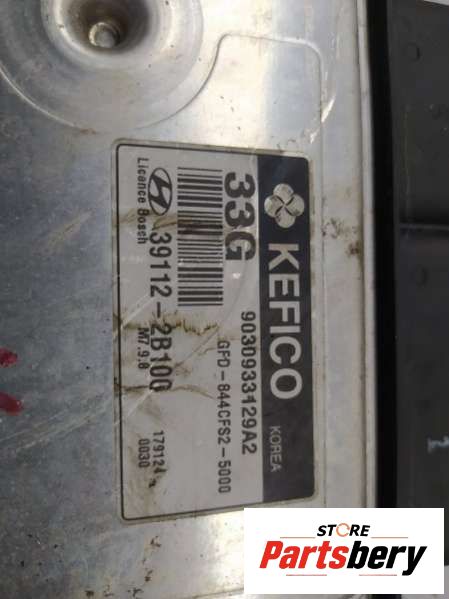 KEFICO KOREA
33G 9030933129A2
GFD-844CFS2-5000
39112-2B100
Licence Bosch M7.9.8
179124
0030
STORE
Partsbery